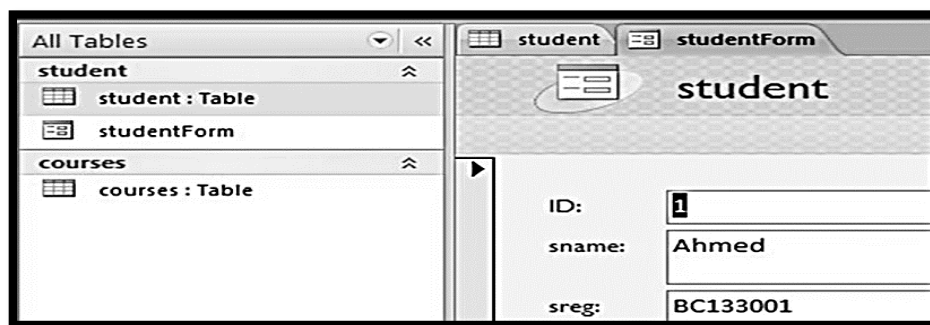 All Tables
student
student : Table
studentForm
courses
courses : Table
student studentForm
student
ID: 1
sname: Ahmed
sreg: BC133001